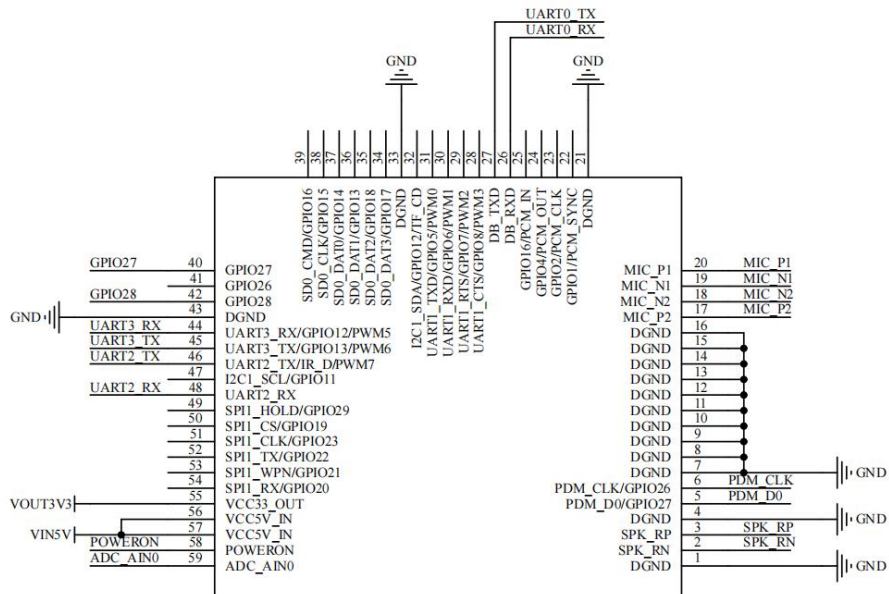 UART0_TX
UART0_RX
GND
GND
39
38
37
36
35
34
33
32
31
30
29
28
27
26
25
24
23
22
21
SD0_CMD/GPIO16
SD0_CLK/GPIO15
SD0_DAT0/GPIO14
SD0_DAT1/GPIO13
SD0_DAT2/GPIO18
SD0_DAT3/GPIO17
DGND
I2C1_SDA/GPIO12/TF_CD
UART1_TXD/GPIO5/PWM0
UART1_RXD/GPIO6/PWM1
UART1_RTS/GPIO7/PWM2
UART1_CTS/GPIO8/PWM3
DB_TXD
DB_RXD
GPIO16/PCM_IN
GPIO4/PCM_OUT
GPIO2/PCM_CLK
GPIO1/PCM_SYNC
DGND
GPIO27 40 GPIO27
41 GPIO26
GPIO28 42 GPIO28
GND 43 DGND
UART3_RX 44 UART3_RX/GPIO12/PWM5
UART3_TX 45 UART3_TX/GPIO13/PWM6
UART2_TX 46 UART2_TX/IR_D/PWM7
47 I2C1_SCL/GPIO11
UART2_RX 48 UART2_RX
49 SPI1_HOLD/GPIO29
50 SPI1_CS/GPIO19
51 SPI1_CLK/GPIO23
52 SPI1_TX/GPIO22
53 SPI1_WPN/GPIO21
54 SPI1_RX/GPIO20
VOUT3V3 55 VCC33_OUT
56 VCC5V_IN
VIN5V 57 VCC5V_IN
POWERON 58 POWERON
ADC_AIN0 59 ADC_AIN0
MIC_P1 20 MIC_P1
MIC_N1 19 MIC_N1
MIC_N2 18 MIC_N2
MIC_P2 17 MIC_P2
DGND 16
DGND 15
DGND 14
DGND 13
DGND 12
DGND 11
DGND 10
DGND 9
DGND 8
DGND 7 GND
PDM_CLK/GPIO26 6 PDM_CLK
PDM_D0/GPIO27 5 PDM_D0
DGND 4 GND
SPK_RP 3 SPK_RP
SPK_RN 2 SPK_RN
DGND 1 GND